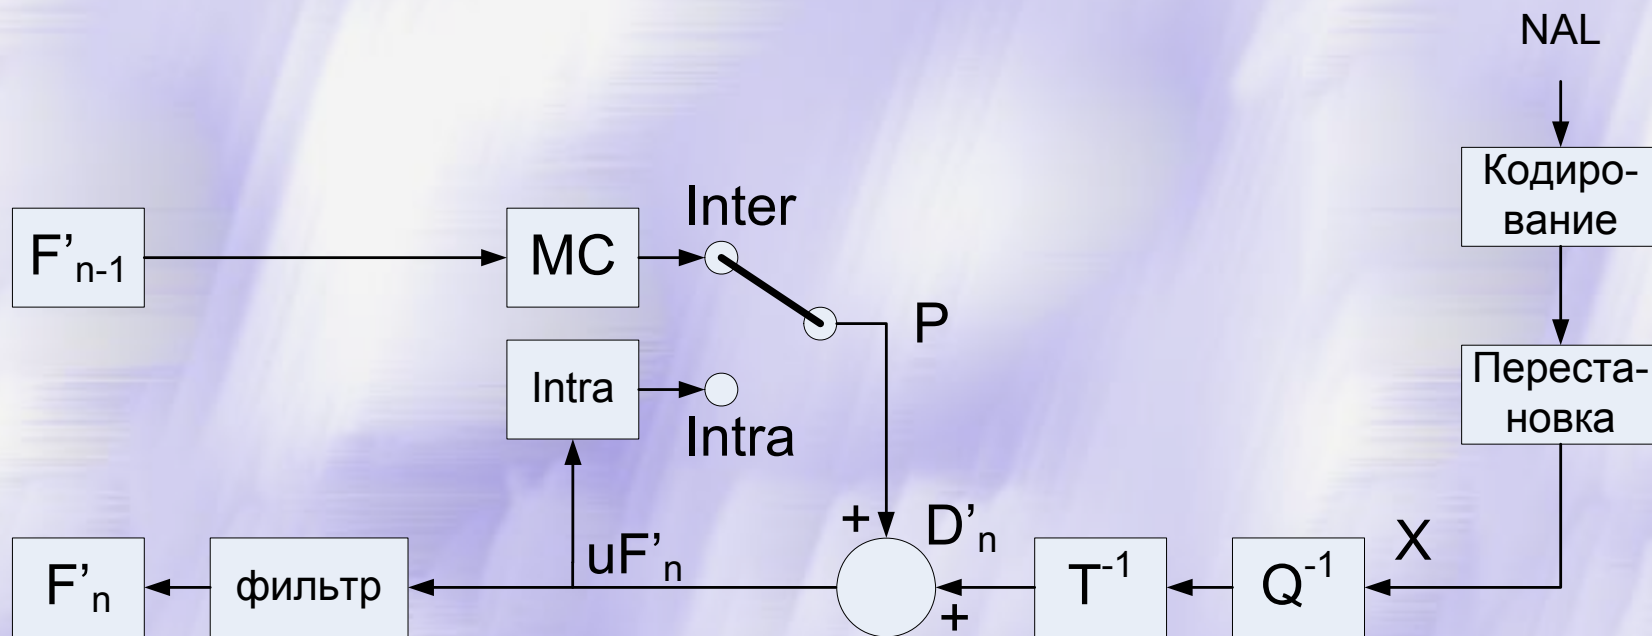 NAL
Кодиро-
вание
Inter
F’n-1
MC
P
Переста-
новка
Intra
Intra
+
D’n
X
uF’n
F’n
фильтр
T-1
Q-1
+